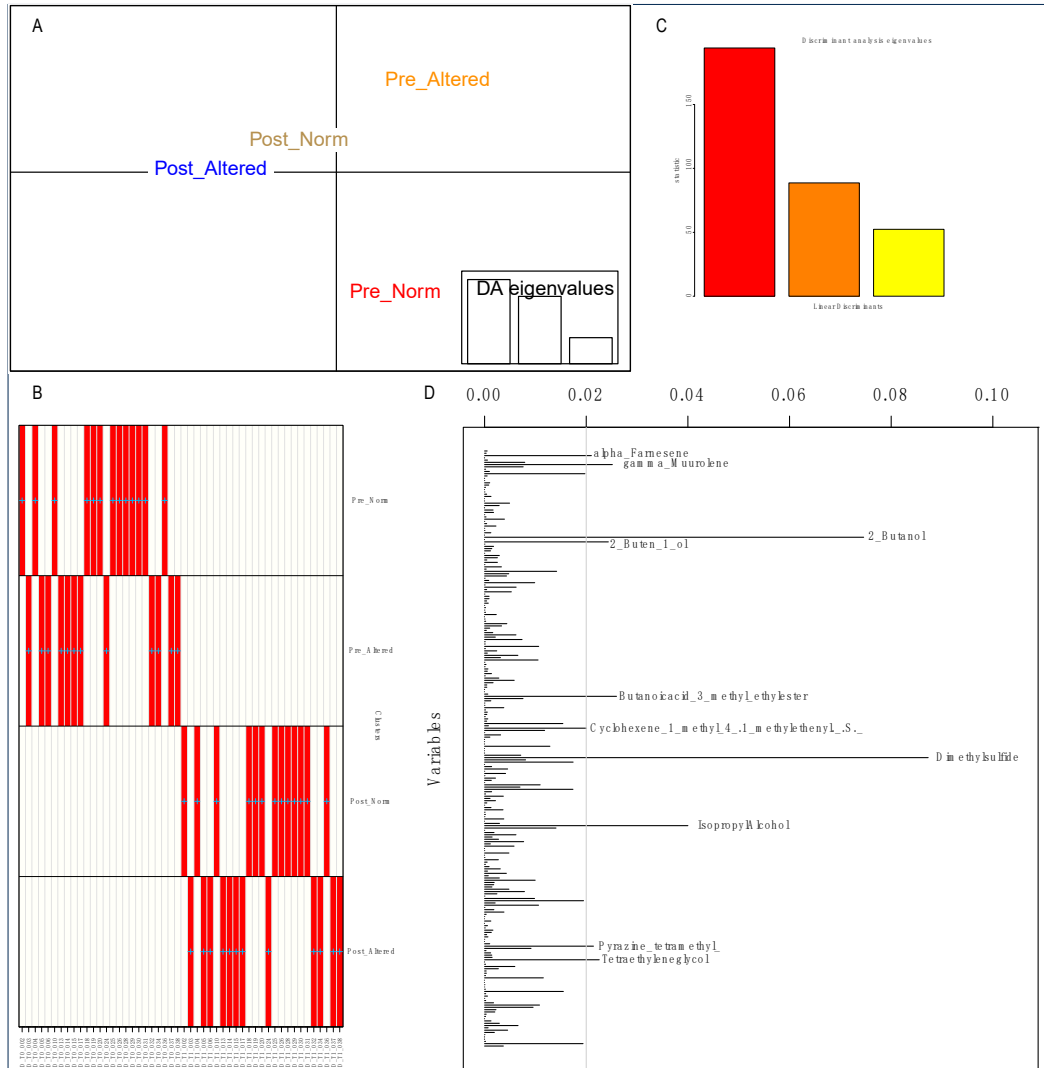 A
Pre_Altered
Post_Norm
Post_Altered
Pre_Norm
DA eigenvalues
C
Discriminant analysis eigenvalues
statistic
0
50
100
150
Linear Discriminants
B
Pre_Norm
Pre_Altered
Clusters
Post_Norm
Post_Altered
D
0.00 0.02 0.04 0.06 0.08 0.10
Variables
alpha_Farnesene
gamma_Muurolene
2_Butanol
2_Buten_1_ol
Butanoicacid_3_methyl_ethylester
Cyclohexene_1_methyl_4_.1_methylethenyl_.S._
Dimethylsulfide
IsopropylAlcohol
Pyrazine_tetramethyl_
Tetraethyleneglycol